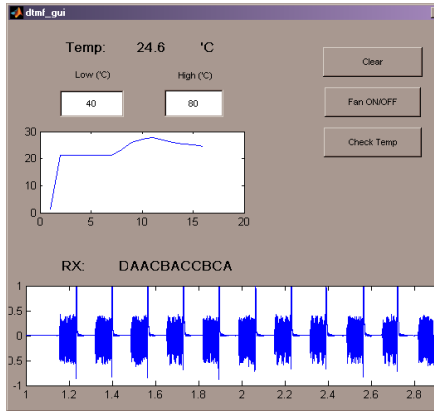 dtmf_gui
Temp: 24.6 'C
Low ('C) High ('C)
40 80
Clear
Fan ON/OFF
Check Temp
30
20
10
0
0 5 10 15 20
RX: DAACBACCBCA
1
0.5
0
0.5
-1
1 1.2 1.4 1.6 1.8 2 2.2 2.4 2.6 2.8